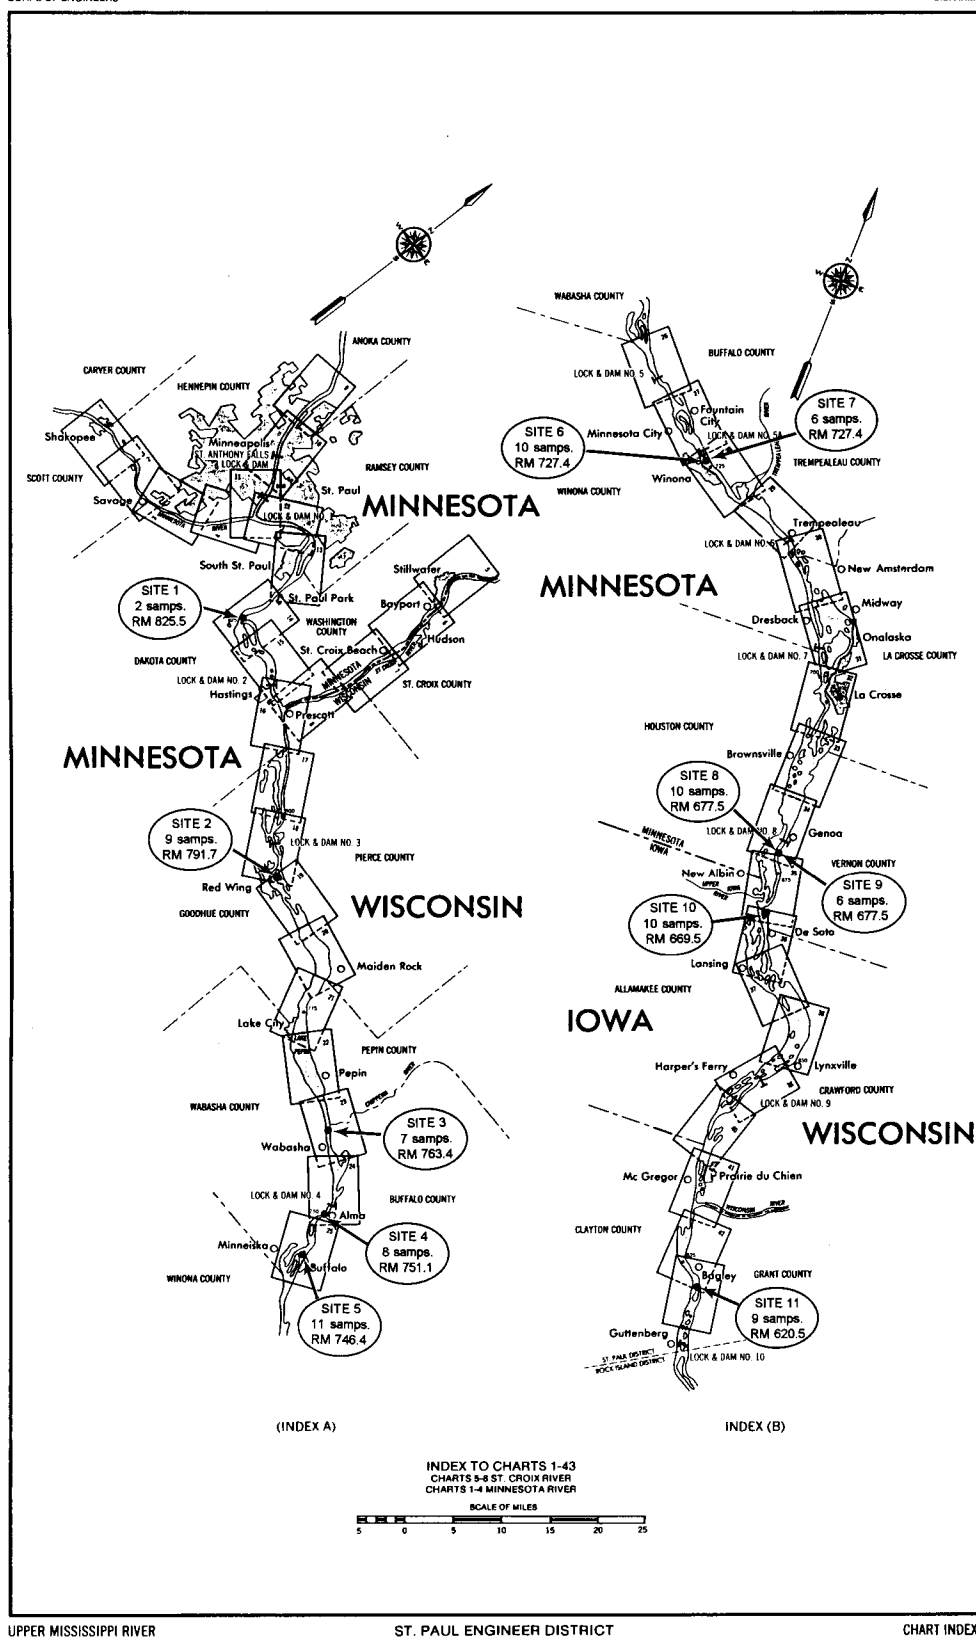 ANOKA COUNTY
CARVER COUNTY
HENNEPIN COUNTY
Shakopee
Minneapolis
ST. ANTHONY FALLS
LOCK & DAM
RAMSEY COUNTY
SCOTT COUNTY
St. Paul
MINNESOTA
Savage
MINNESOTA RIVER
LOCK & DAM NO.
South St. Paul
Stillwater
SITE 1
2 samps.
RM 825.5
St. Paul Park
Bayport
WASHINGTON
COUNTY
Hudson
St. Croix Beach
DAKOTA COUNTY
MINNESOTA
WISCONSIN
ST. CROIX COUNTY
LOCK & DAM NO. 2
Hastings
Prescott
MINNESOTA
SITE 2
9 samps.
RM 791.7
LOCK & DAM NO. 3
PIERCE COUNTY
Red Wing
GOODHUE COUNTY
WISCONSIN
Maiden Rock
Lake City
LAKE
PEPIN
PEPIN COUNTY
Pepin
CHIPPEWA RIVER
WABASHA COUNTY
SITE 3
7 samps.
RM 763.4
Wabasha
LOCK & DAM NO. 4
BUFFALO COUNTY
Alma
SITE 4
8 samps.
RM 751.1
Minneiska
Buffalo
WINONA COUNTY
SITE 5
11 samps.
RM 746.4
(INDEX A)
WABASHA COUNTY
BUFFALO COUNTY
LOCK & DAM NO. 5
Fountain
City
SITE 7
6 samps.
RM 727.4
SITE 6
10 samps.
RM 727.4
Minnesota City
LOCK & DAM NO. 5A
TREMPEALEAU COUNTY
Winona
WINONA COUNTY
Trempealeau
LOCK & DAM NO. 6
New Amsterdam
MINNESOTA
Midway
Dresback
Onalaska
LOCK & DAM NO. 7
LA CROSSE COUNTY
La Crosse
HOUSTON COUNTY
Brownsville
SITE 8
10 samps.
RM 677.5
LOCK & DAM NO. 8
Genoa
MINNESOTA
IOWA
VERNON COUNTY
New Albin
UPPER IOWA
RIVER
SITE 9
6 samps.
RM 677.5
SITE 10
10 samps.
RM 669.5
De Soto
Lansing
ALLAMAKEE COUNTY
IOWA
Harper's Ferry
Lynxville
CRAWFORD COUNTY
LOCK & DAM NO. 9
WISCONSIN
Mc Gregor
Prairie du Chien
WISCONSIN RIVER
CLAYTON COUNTY
Bagley
GRANT COUNTY
SITE 11
9 samps.
RM 620.5
Guttenberg
ST. PAUL DISTRICT
ROCK ISLAND DISTRICT
LOCK & DAM NO. 10
INDEX (B)
INDEX TO CHARTS 1-43
CHARTS 5-8 ST. CROIX RIVER
CHARTS 1-4 MINNESOTA RIVER
SCALE OF MILES
5 0 5 10 15 20 25
UPPER MISSISSIPPI RIVER
ST. PAUL ENGINEER DISTRICT
CHART INDEX